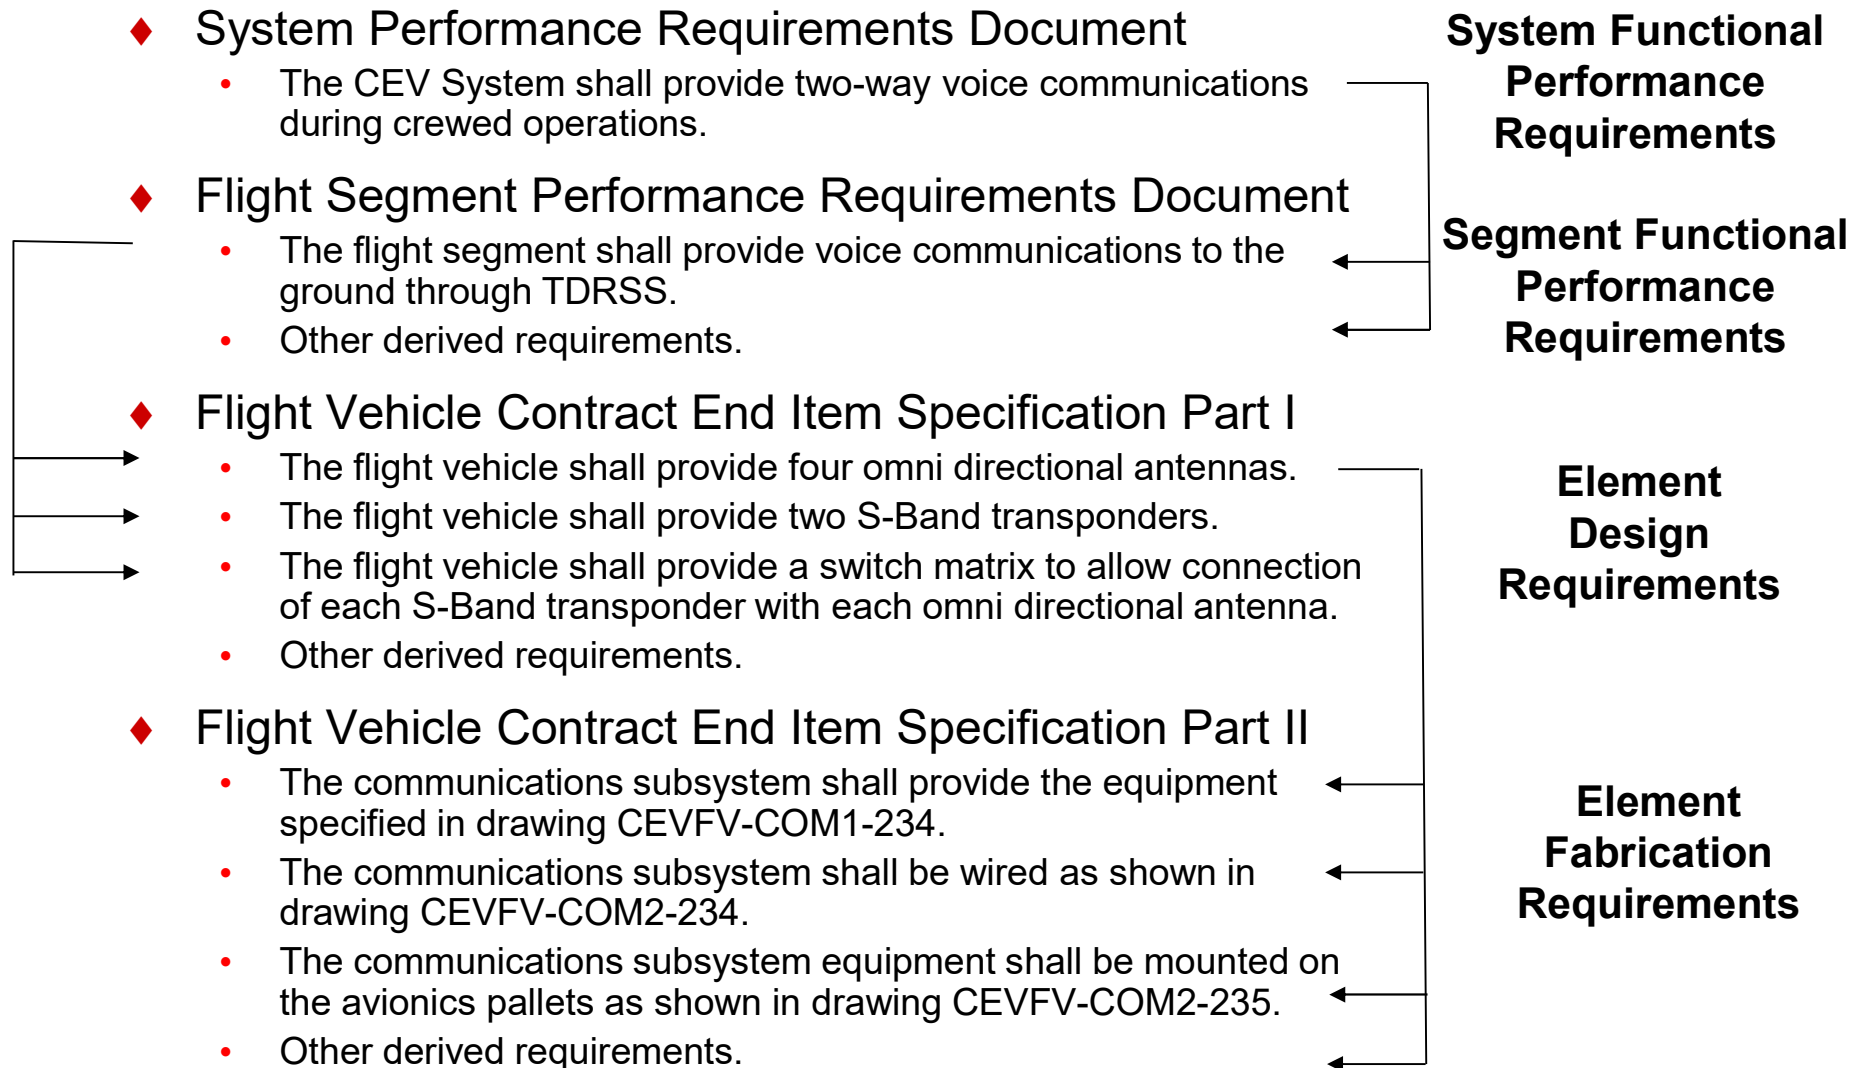 System Performance Requirements Document
The CEV System shall provide two-way voice communications
during crewed operations.
System Functional
Performance
Requirements
Flight Segment Performance Requirements Document
The flight segment shall provide voice communications to the
ground through TDRSS.
Other derived requirements.
Segment Functional
Performance
Requirements
Flight Vehicle Contract End Item Specification Part I
The flight vehicle shall provide four omni directional antennas.
The flight vehicle shall provide two S-Band transponders.
The flight vehicle shall provide a switch matrix to allow connection
of each S-Band transponder with each omni directional antenna.
Other derived requirements.
Element
Design
Requirements
Flight Vehicle Contract End Item Specification Part II
The communications subsystem shall provide the equipment
specified in drawing CEVFV-COM1-234.
The communications subsystem shall be wired as shown in
drawing CEVFV-COM2-234.
The communications subsystem equipment shall be mounted on
the avionics pallets as shown in drawing CEVFV-COM2-235.
Other derived requirements.
Element
Fabrication
Requirements